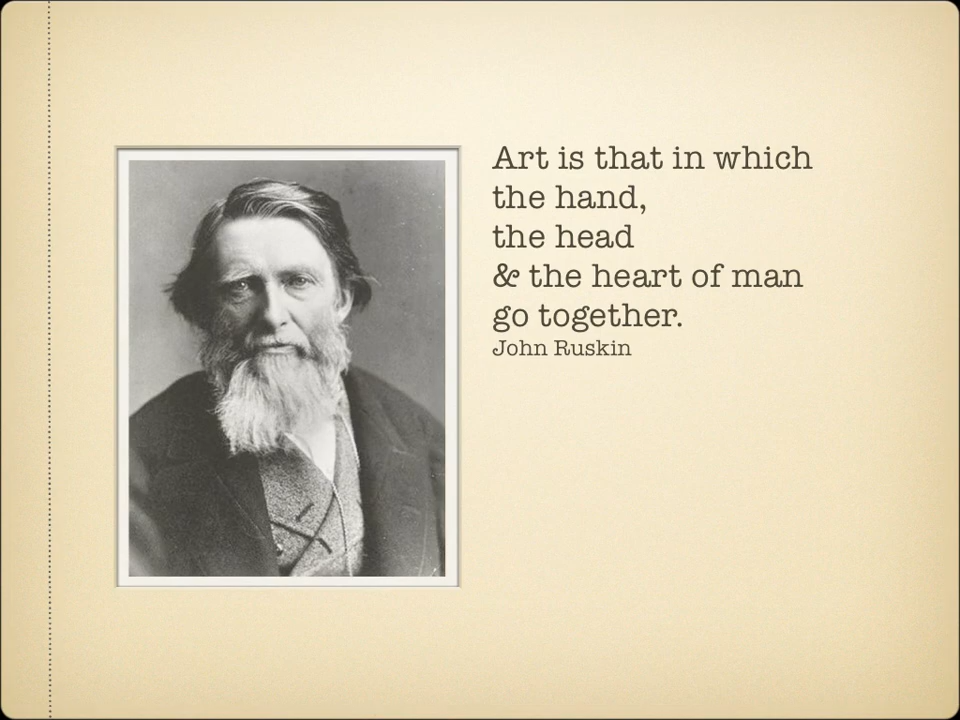 Art is that in which
the hand,
the head
& the heart of man
go together.
John Ruskin